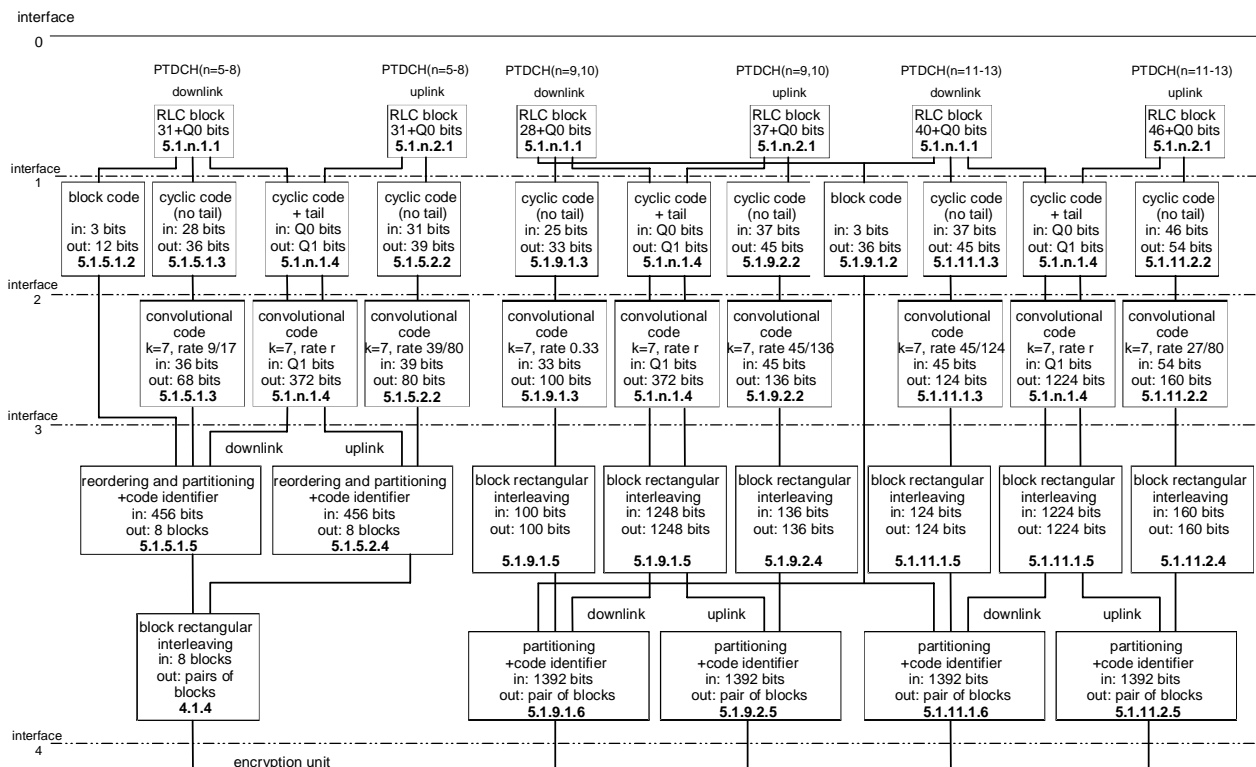 interface
0
PTDCH(n=5-8)
downlink
PTDCH(n=5-8)
uplink
PTDCH(n=9,10)
downlink
PTDCH(n=9,10)
uplink
PTDCH(n=11-13)
downlink
PTDCH(n=11-13)
uplink
RLC block
31+Q0 bits
5.1.n.1.1
RLC block
31+Q0 bits
5.1.n.2.1
RLC block
28+Q0 bits
5.1.n.1.1
RLC block
37+Q0 bits
5.1.n.2.1
RLC block
40+Q0 bits
5.1.n.1.1
RLC block
46+Q0 bits
5.1.n.2.1
interface
1
block code
in: 3 bits
out: 12 bits
5.1.5.1.2
cyclic code
(no tail)
in: 28 bits
out: 36 bits
5.1.5.1.3
cyclic code
+ tail
in: Q0 bits
out: Q1 bits
5.1.n.1.4
cyclic code
(no tail)
in: 31 bits
out: 39 bits
5.1.5.2.2
cyclic code
(no tail)
in: 25 bits
out: 33 bits
5.1.9.1.3
cyclic code
+ tail
in: Q0 bits
out: Q1 bits
5.1.n.1.4
cyclic code
(no tail)
in: 37 bits
out: 45 bits
5.1.9.2.2
block code
in: 3 bits
out: 36 bits
5.1.9.1.2
cyclic code
(no tail)
in: 37 bits
out: 45 bits
5.1.11.1.3
cyclic code
+ tail
in: Q0 bits
out: Q1 bits
5.1.n.1.4
cyclic code
(no tail)
in: 46 bits
out: 54 bits
5.1.11.2.2
interface
2
convolutional
code
k=7, rate 9/17
in: 36 bits
out: 68 bits
5.1.5.1.3
convolutional
code
k=7, rate r
in: Q1 bits
out: 372 bits
5.1.n.1.4
convolutional
code
k=7, rate 39/80
in: 39 bits
out: 80 bits
5.1.5.2.2
convolutional
code
k=7, rate 0.33
in: 33 bits
out: 100 bits
5.1.9.1.3
convolutional
code
k=7, rate r
in: Q1 bits
out: 372 bits
5.1.n.1.4
convolutional
code
k=7, rate 45/136
in: 45 bits
out: 136 bits
5.1.9.2.2
convolutional
code
k=7, rate 45/124
in: 45 bits
out: 124 bits
5.1.11.1.3
convolutional
code
k=7, rate r
in: Q1 bits
out: 1224 bits
5.1.n.1.4
convolutional
code
k=7, rate 27/80
in: 54 bits
out: 160 bits
5.1.11.2.2
interface
3
downlink
uplink
reordering and partitioning
+code identifier
in: 456 bits
out: 8 blocks
5.1.5.1.5
reordering and partitioning
+code identifier
in: 456 bits
out: 8 blocks
5.1.5.2.4
block rectangular
interleaving
in: 100 bits
out: 100 bits
5.1.9.1.5
block rectangular
interleaving
in: 1248 bits
out: 1248 bits
5.1.9.1.5
block rectangular
interleaving
in: 136 bits
out: 136 bits
5.1.9.2.4
block rectangular
interleaving
in: 124 bits
out: 124 bits
5.1.11.1.5
block rectangular
interleaving
in: 1224 bits
out: 1224 bits
5.1.11.1.5
block rectangular
interleaving
in: 160 bits
out: 160 bits
5.1.11.2.4
downlink
uplink
downlink
uplink
block rectangular
interleaving
in: 8 blocks
out: pairs of
blocks
4.1.4
partitioning
+code identifier
in: 1392 bits
out: pair of blocks
5.1.9.1.6
partitioning
+code identifier
in: 1392 bits
out: pair of blocks
5.1.9.2.5
partitioning
+code identifier
in: 1392 bits
out: pair of blocks
5.1.11.1.6
partitioning
+code identifier
in: 1392 bits
out: pair of blocks
5.1.11.2.5
interface
4
encryption unit